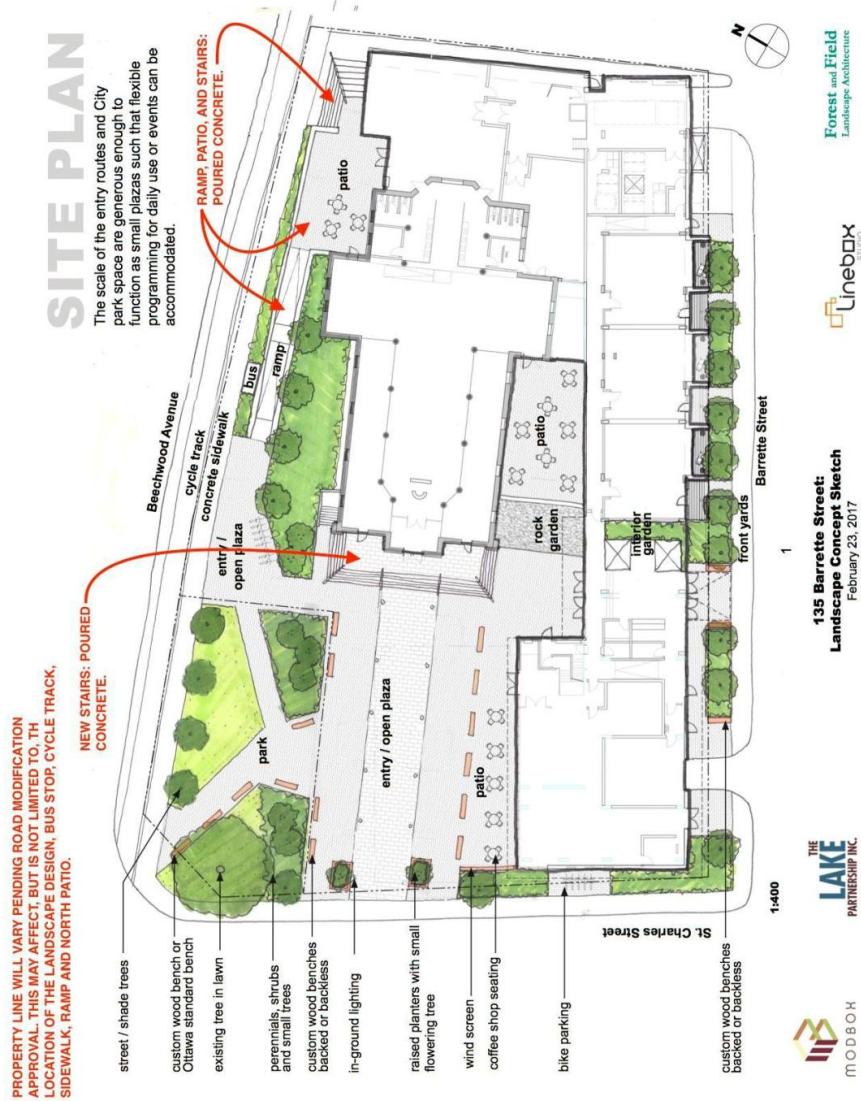 PROPERTY LINE WILL VARY PENDING ROAD MODIFICATION
APPROVAL. THIS MAY AFFECT, BUT IS NOT LIMITED TO, TH
LOCATION OF THE LANDSCAPE DESIGN, BUS STOP, CYCLE TRACK,
SIDEWALK, RAMP AND NORTH PATIO.
SITE PLAN
The scale of the entry routes and City
park space are generous enough to
function as small plazas such that flexible
programming for daily use or events can be
accommodated.
NEW STAIRS: POURED
CONCRETE.
RAMP, PATIO, AND STAIRS:
POURED CONCRETE.
Beechwood Avenue
cycle track
concrete sidewalk
bus
ramp
patio
entry /
open plaza
park
entry / open plaza
patio
rock
garden
patio
interior
garden
front yards
Barrette Street
St. Charles Street
street / shade trees
custom wood bench or
Ottawa standard bench
existing tree in lawn
perennials, shrubs
and small trees
custom wood benches
backed or backless
in-ground lighting
raised planters with small
flowering tree
wind screen
coffee shop seating
bike parking
custom wood benches
backed or backless
N
1:400
1
MODBOX
THE
LAKE
PARTNERSHIP INC.
135 Barrette Street:
Landscape Concept Sketch
February 23, 2017
Linebox
STUDIO
Forest and Field
Landscape Architecture